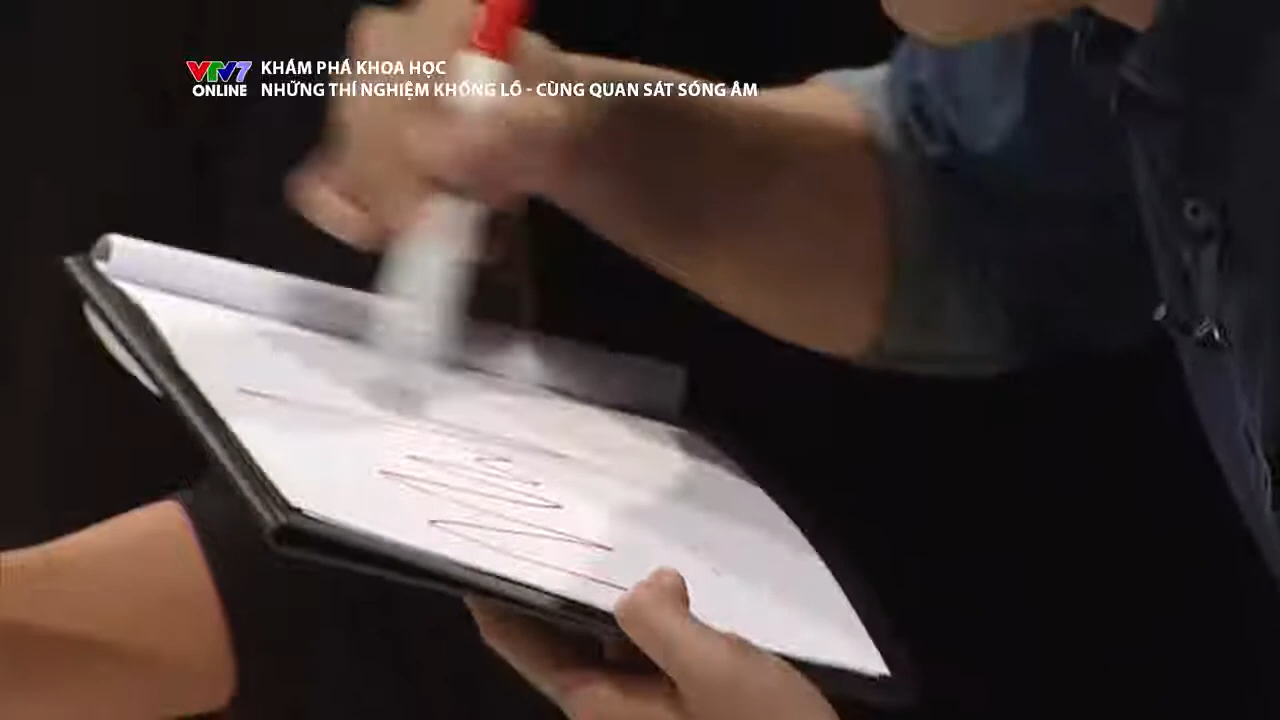 VTV7 KHÁM PHÁ KHOA HỌC
ONLINE NHỮNG THÍ NGHIỆM KHỔNG LỒ - CÙNG QUAN SÁT SÓNG ÂM